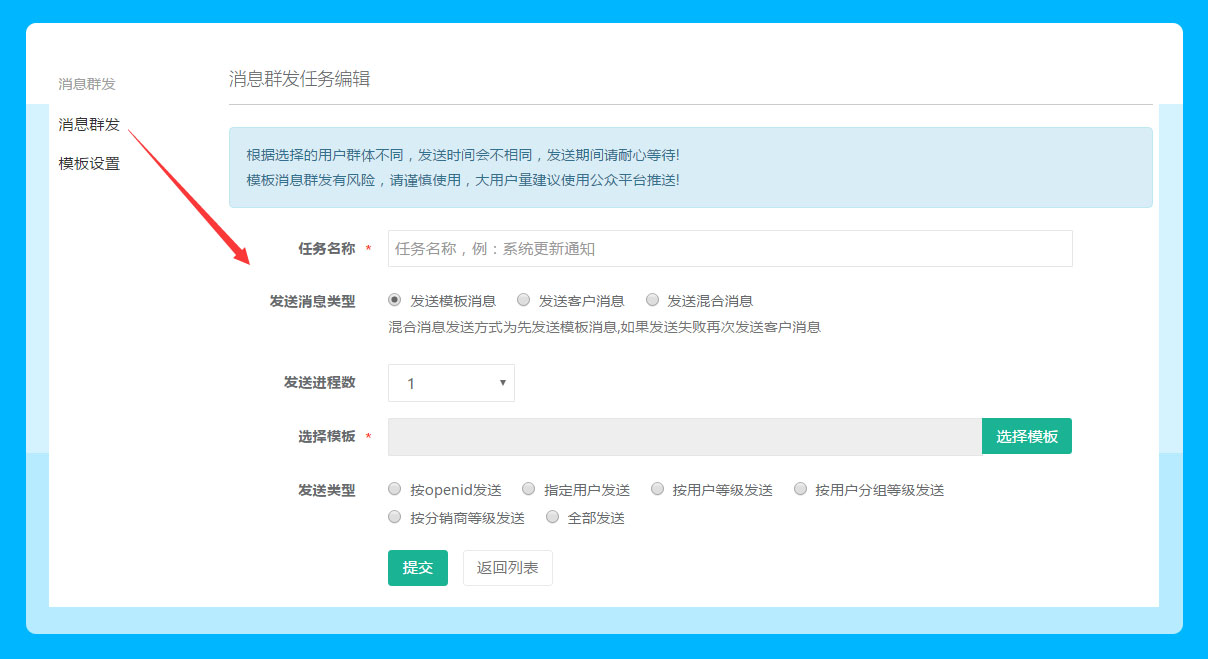 消息群发
消息群发
模板设置
消息群发任务编辑
根据选择的用户群体不同，发送时间会不相同，发送期间请耐心等待!
模板消息群发有风险，请谨慎使用，大用户量建议使用公众平台推送!
任务名称 * 任务名称，例：系统更新通知
发送消息类型 发送模板消息 发送客户消息 发送混合消息
混合消息发送方式为先发送模板消息,如果发送失败再次发送客户消息
发送进程数 1
选择模板 * 选择模板
发送类型 按openid发送 指定用户发送 按用户等级发送 按用户分组等级发送
按分销商等级发送 全部发送
提交 返回列表